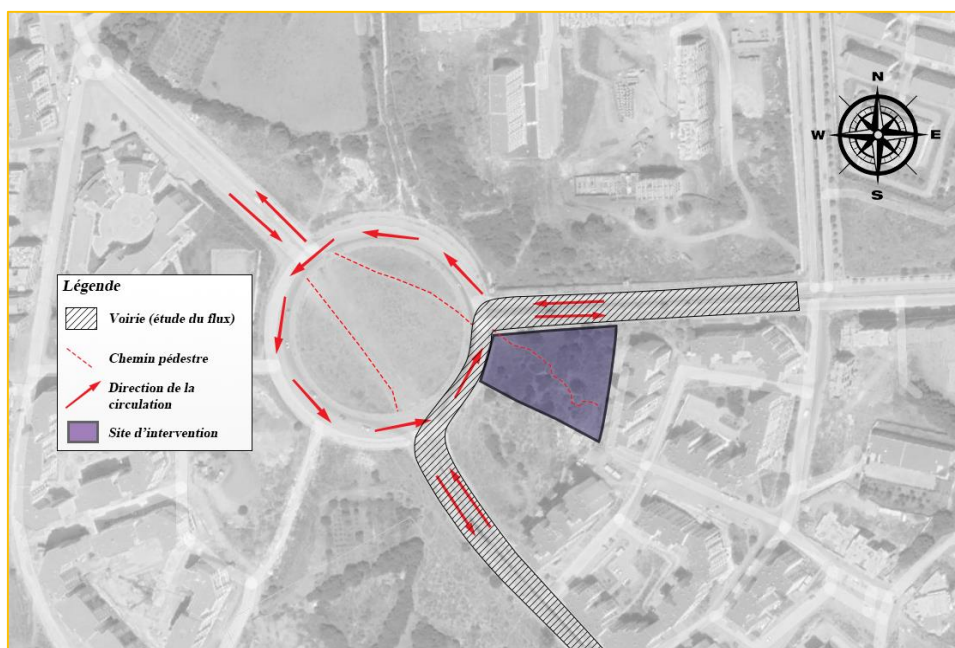 N
W E
S
Légende
Voirie (étude du flux)
Chemin pédestre
Direction de la
circulation
Site d'intervention